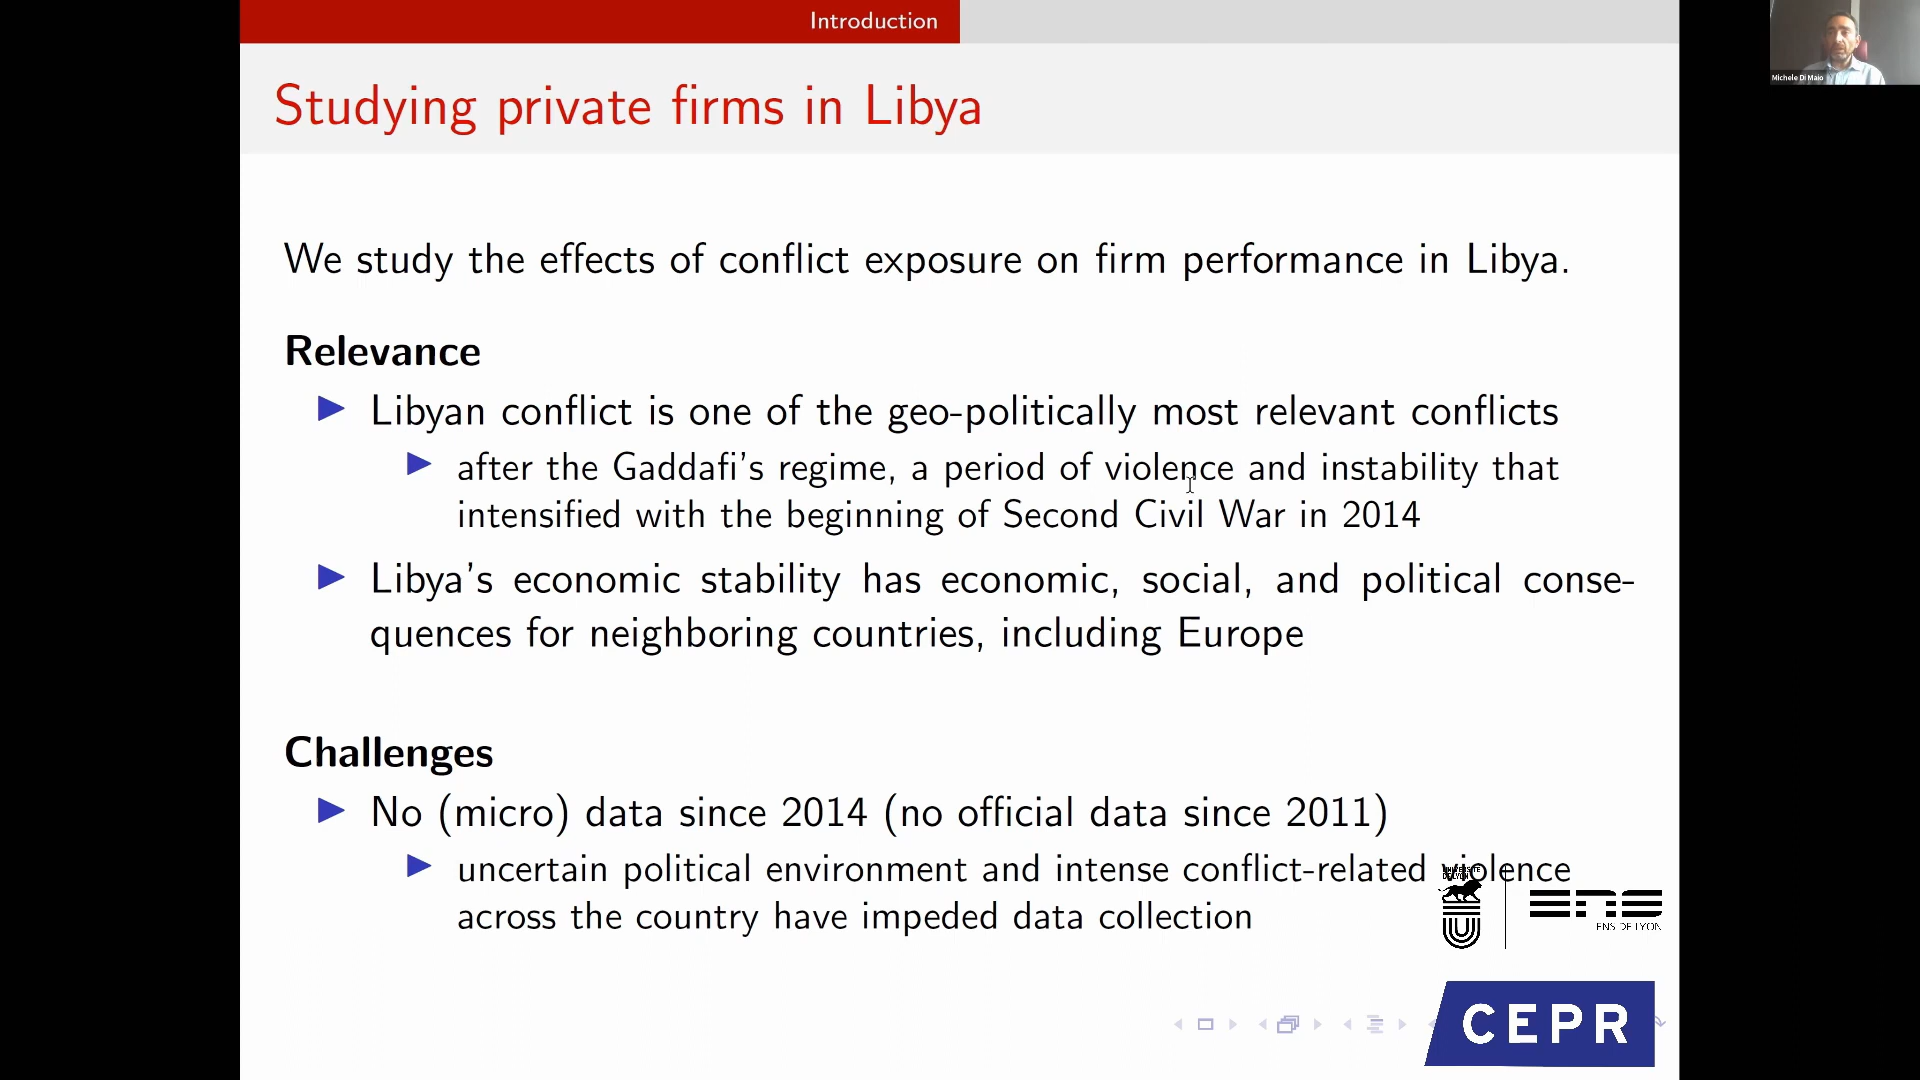 Introduction
Michele Di Maio
Studying private firms in Libya
We study the effects of conflict exposure on firm performance in Libya.
Relevance
Libyan conflict is one of the geo-politically most relevant conflicts
after the Gaddafi's regime, a period of violence and instability that
intensified with the beginning of Second Civil War in 2014
Libya's economic stability has economic, social, and political conse-
quences for neighboring countries, including Europe
Challenges
No (micro) data since 2014 (no official data since 2011)
uncertain political environment and intense conflict-related violence
across the country have impeded data collection
UNIVERSITE
DE LYON
ENS
ENS DE LYON
CEPR